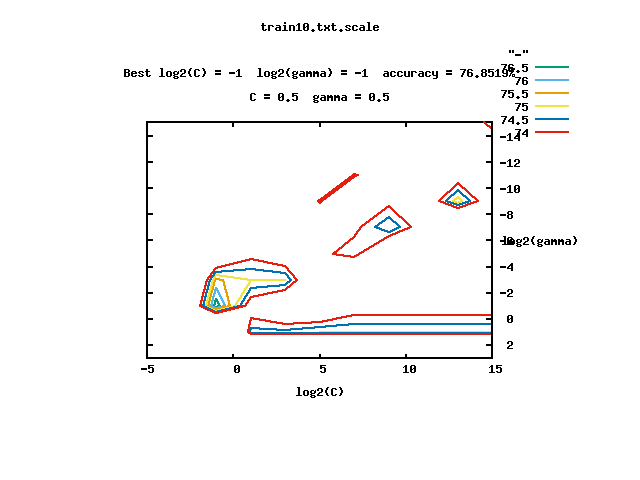 train10.txt.scale
"-"
76.5
Best log2(C) = -1 log2(gamma) = -1 accuracy = 76.8519%
76
75.5
C = 0.5 gamma = 0.5
75
74.5
74
-14
-12
-10
-8
-6
log2(gamma)
-4
-2
0
2
-5 0 5 10 15
log2(C)